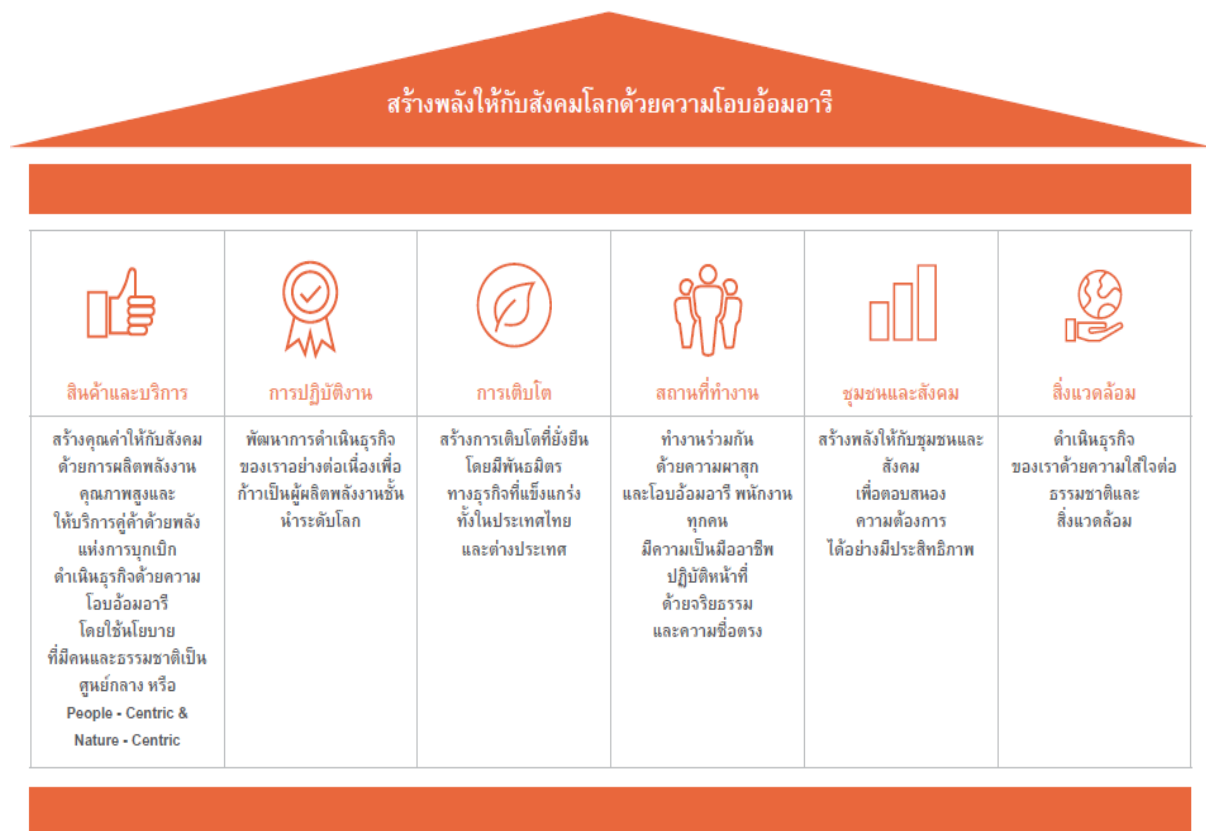 สร้างพลังให้กับสังคมโลกด้วยความโอบอ้อมอารี
สินค้าและบริการ
สร้างคุณค่าให้กับสังคม
ด้วยการผลิตพลังงาน
คุณภาพสูงและ
ให้บริการคู่ค้าด้วยพลัง
แห่งการบุกเบิก
ดำเนินธุรกิจด้วยความ
โอบอ้อมอารี
โดยใช้นโยบาย
ที่มีคนและธรรมชาติเป็น
ศูนย์กลาง หรือ
People - Centric &
Nature - Centric
การปฏิบัติงาน
พัฒนาการดำเนินธุรกิจ
ของเราอย่างต่อเนื่องเพื่อ
ก้าวเป็นผู้ผลิตพลังงานชั้น
นำระดับโลก
การเติบโต
สร้างการเติบโตที่ยั่งยืน
โดยมีพันธมิตร
ทางธุรกิจที่แข็งแกร่ง
ทั้งในประเทศไทย
และต่างประเทศ
สถานที่ทำงาน
ทำงานร่วมกัน
ด้วยความผาสุก
และโอบอ้อมอารี พนักงาน
ทุกคน
มีความเป็นมืออาชีพ
ปฏิบัติหน้าที่
ด้วยจริยธรรม
และความซื่อตรง
ชุมชนและสังคม
สร้างพลังให้กับชุมชนและ
สังคม
เพื่อตอบสนอง
ความต้องการ
ได้อย่างมีประสิทธิภาพ
สิ่งแวดล้อม
ดำเนินธุรกิจ
ของเราด้วยความใส่ใจต่อ
ธรรมชาติและ
สิ่งแวดล้อม